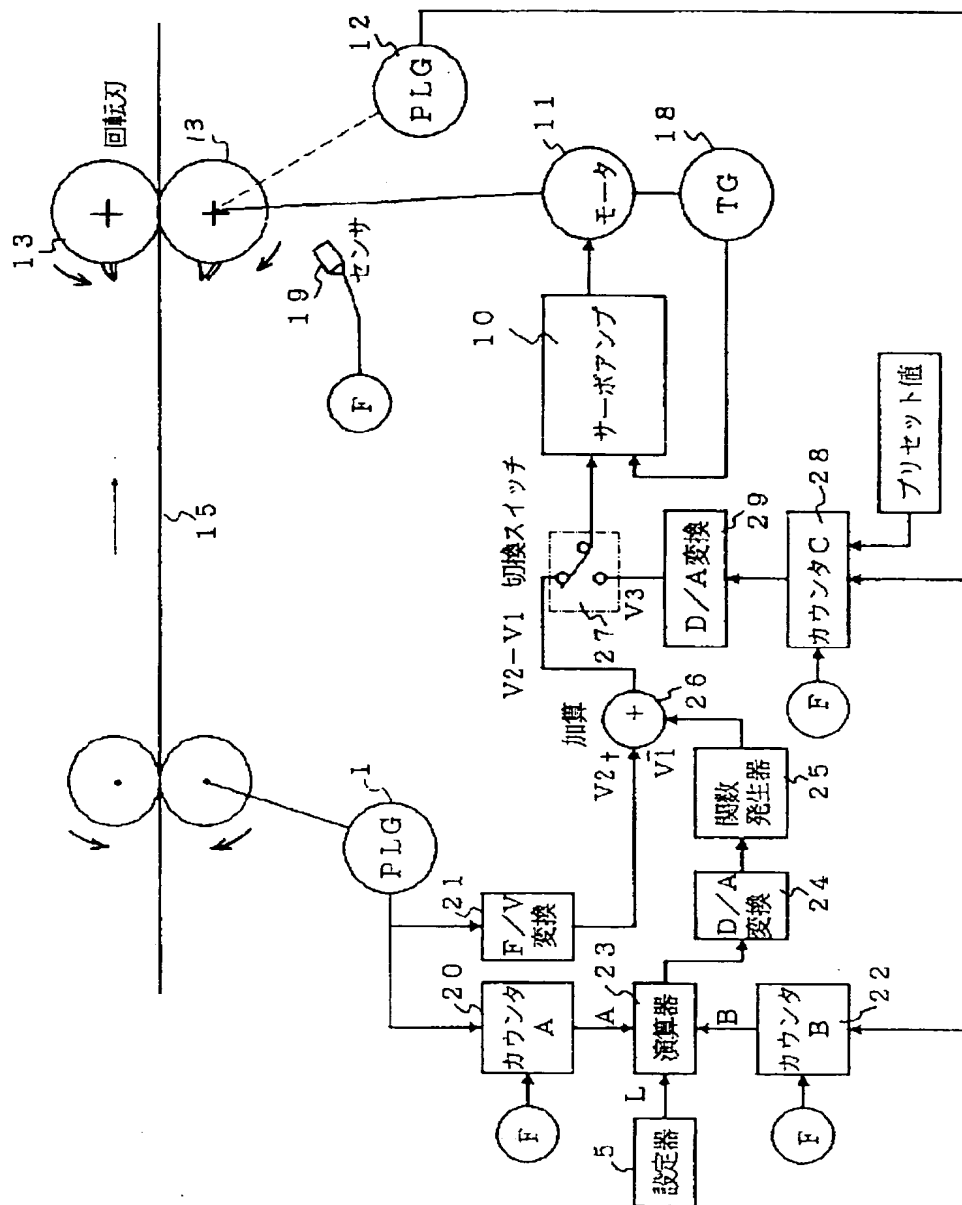 回転刃
13
13
12
PLG
15
19
センサ
F
11
モータ
18
TG
10
サーボアンプ
切換スイッチ
V2-V1
27
V3
29
D/A変換
28
カウンタC
プリセット値
F
1
PLG
21
F/V
変換
20
カウンタ
A
F
A
23
演算器
L
5
設定器
B
22
カウンタ
B
F
24
D/A
変換
25
関数
発生器
加算
26
+
V2+
V1-